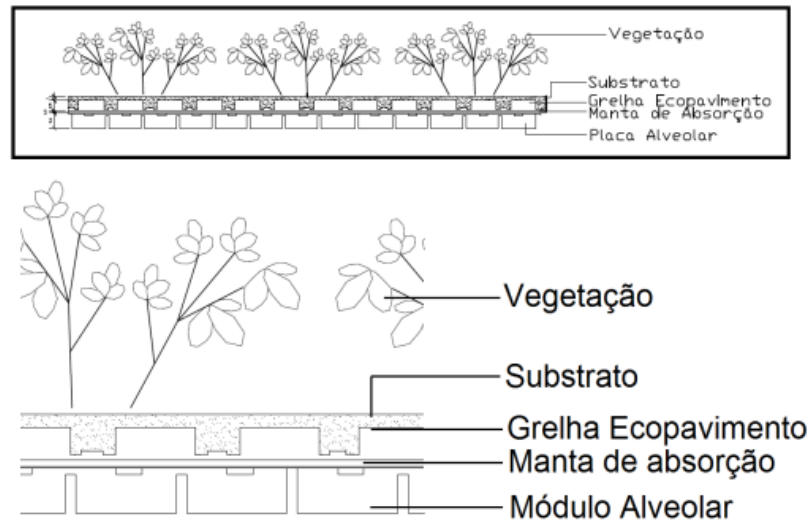 Vegetação
Substrato
Grelha Ecopavimento
Manta de Absorção
Placa Alveolar
Vegetação
Substrato
Grelha Ecopavimento
Manta de absorção
Módulo Alveolar